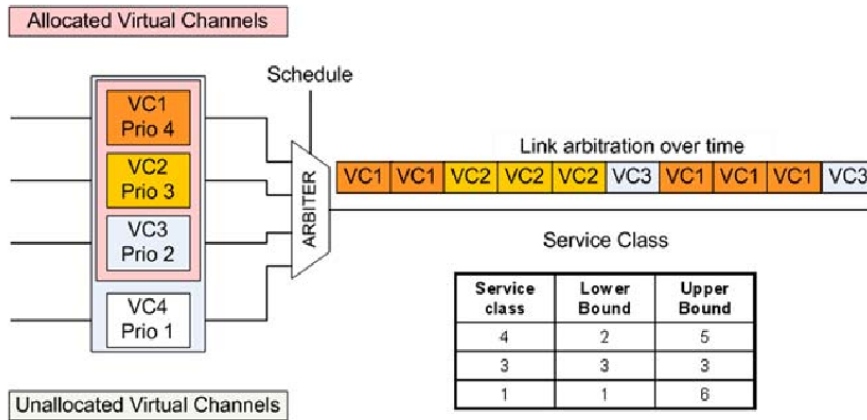 Allocated Virtual Channels
Schedule
VC1
Prio 4
VC2
Prio 3
VC3
Prio 2
VC4
Prio 1
ARBITER
Link arbitration over time
VC1 VC1 VC2 VC2 VC2 VC3 VC1 VC1 VC1 VC3
Service Class
Service class Lower Bound Upper Bound
4 2 5
3 3 3
1 1 6
Unallocated Virtual Channels